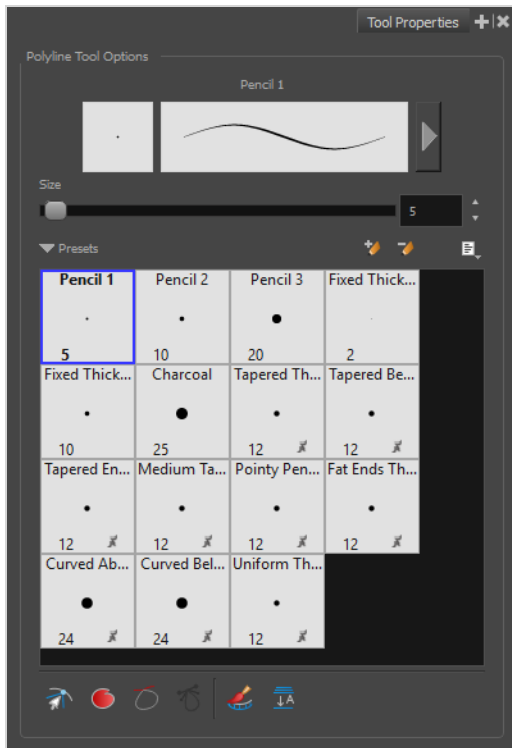 Tool Properties
Polyline Tool Options
Pencil 1
Size
5
Presets
Pencil 1 Pencil 2 Pencil 3 Fixed Thick...
5 10 20 2
Fixed Thick... Charcoal Tapered Th... Tapered Be...
10 25 12 12
Tapered En... Medium Ta... Pointy Pen... Fat Ends Th...
12 12 12 12
Curved Ab... Curved Bel... Uniform Th...
24 24 12
A